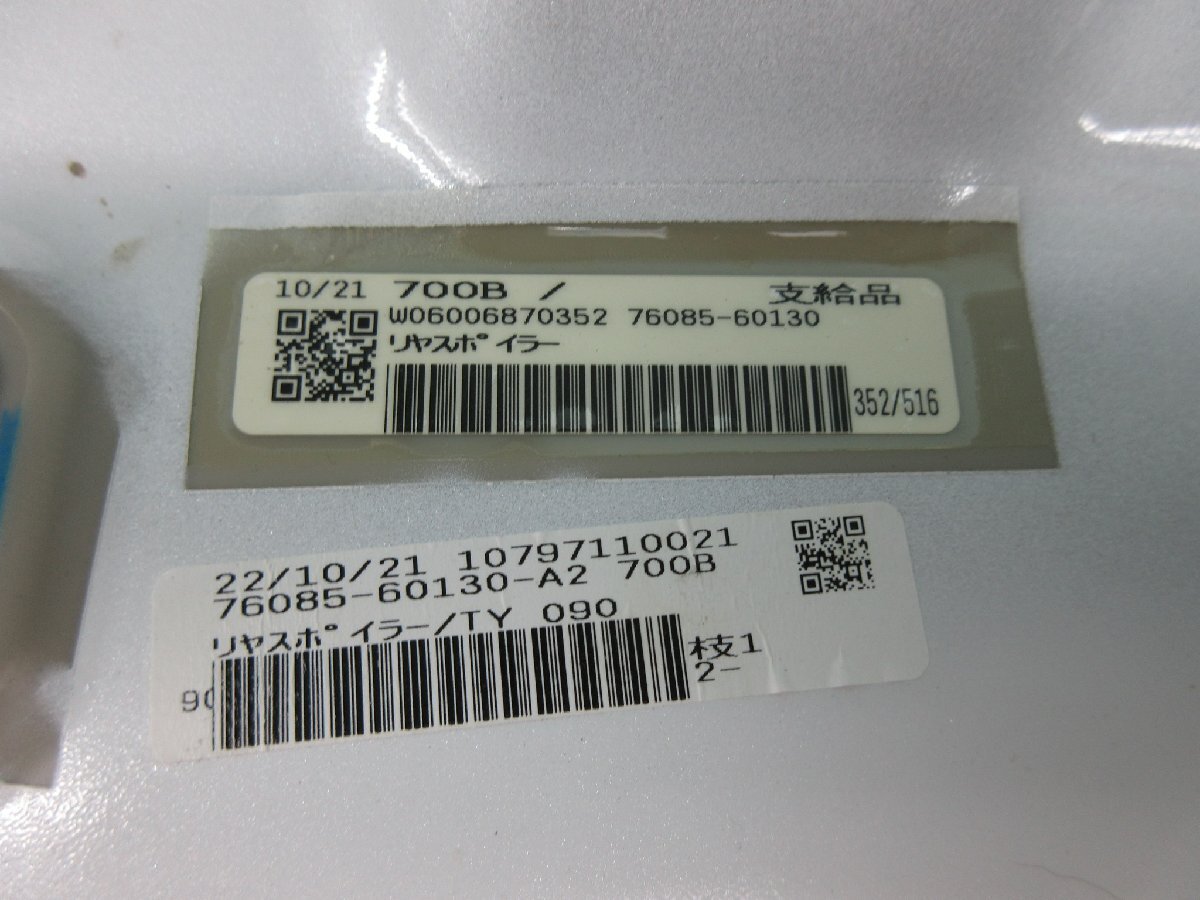 10/21 700B / 支給品
W06006870352 76085-60130
リヤスポイラー
352/516
22/10/21 10797110021
76085-60130-A2 700B
リヤスポイラー/TY 090
枝1
2-